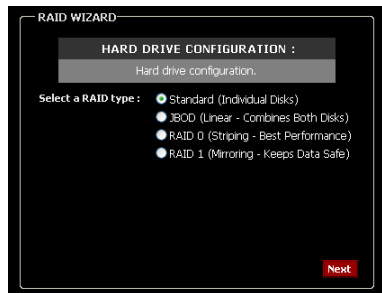 RAID WIZARD
HARD DRIVE CONFIGURATION :
Hard drive configuration.
Select a RAID type : Standard (Individual Disks)
JBOD (Linear - Combines Both Disks)
RAID 0 (Striping - Best Performance)
RAID 1 (Mirroring - Keeps Data Safe)
Next